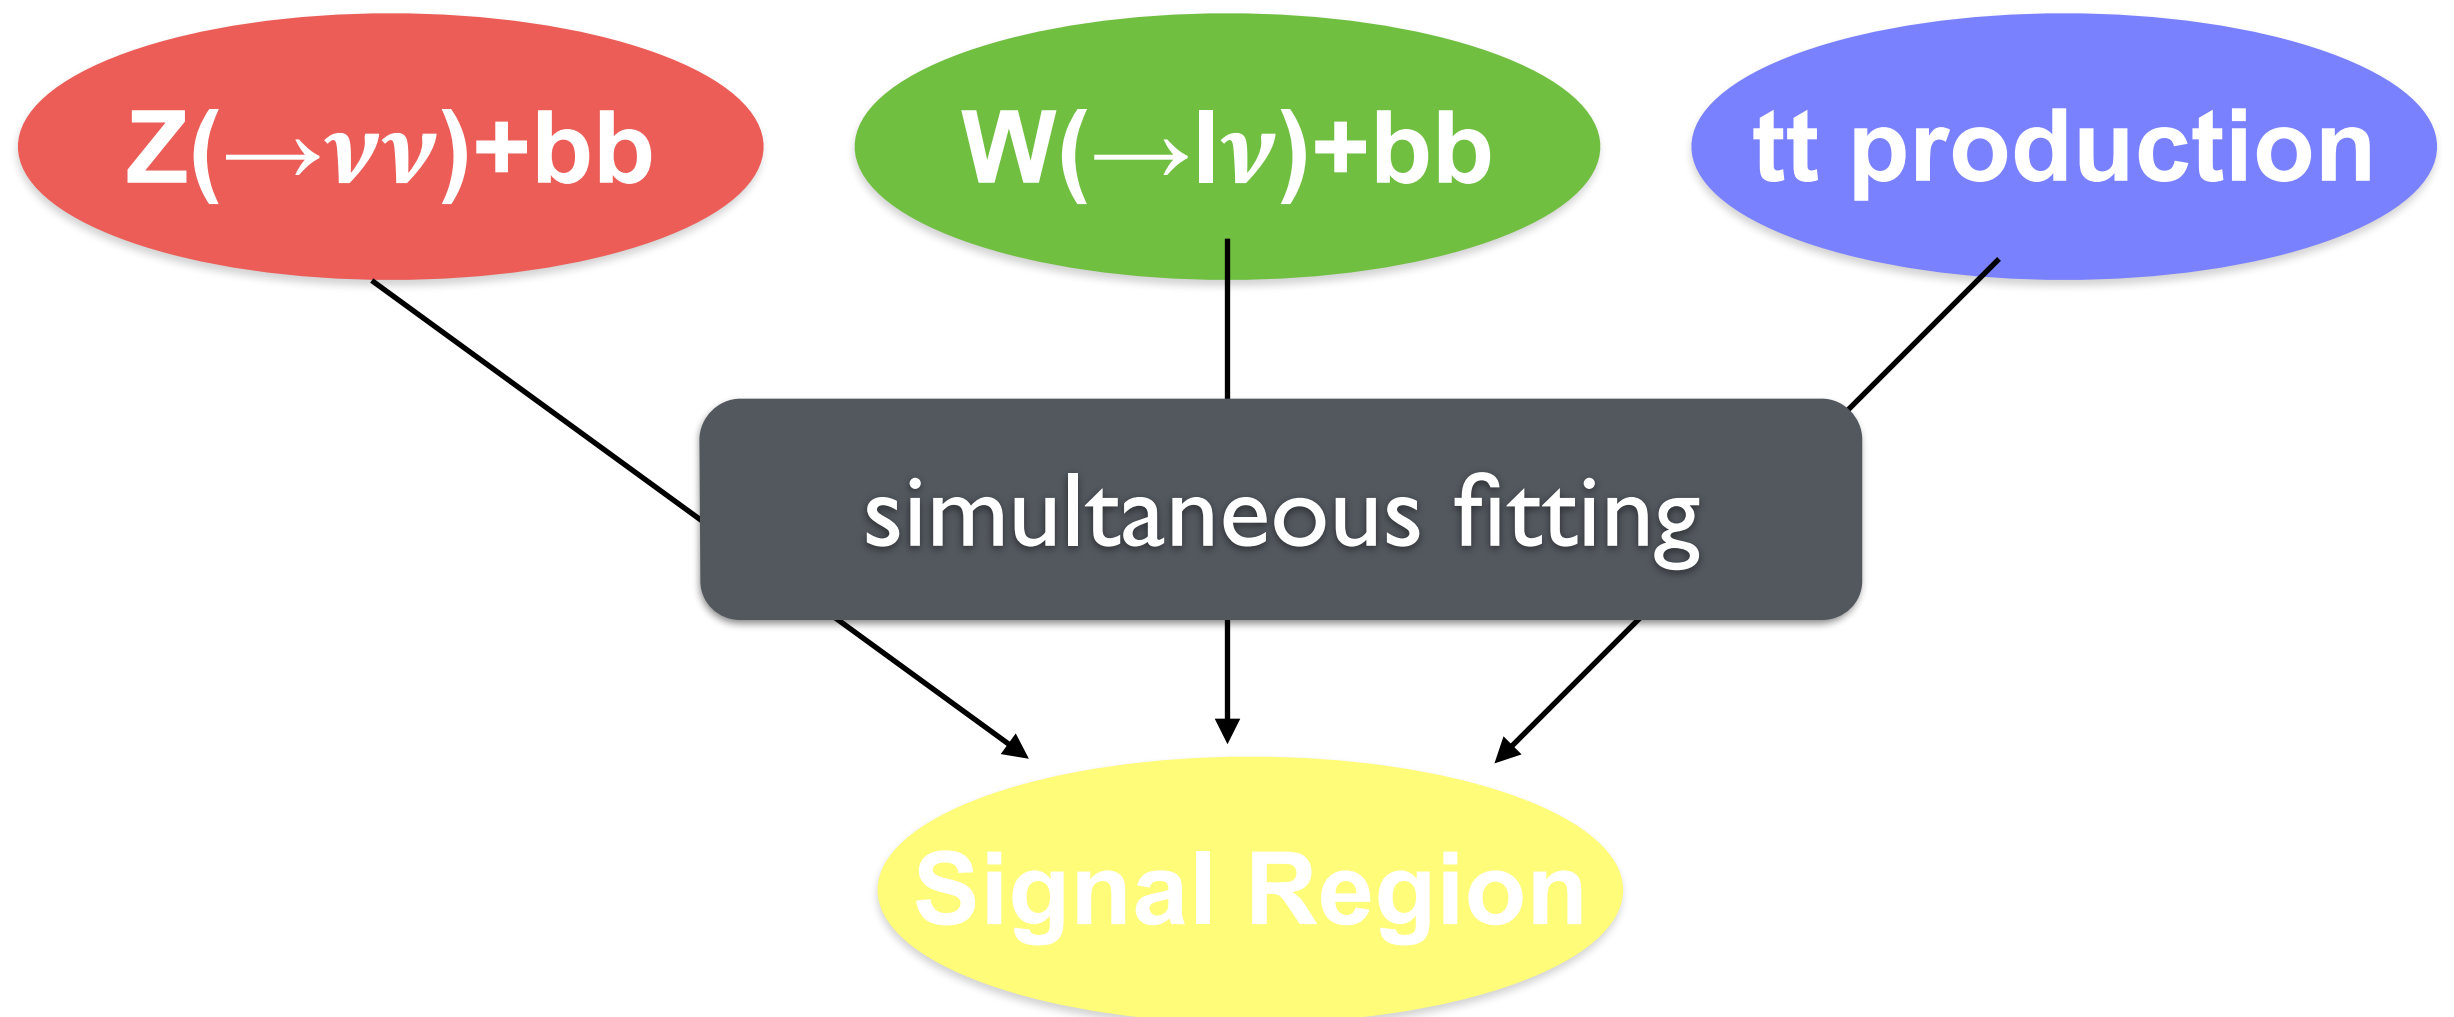 Z(→νν)+bb
W(→lν)+bb
tt production
simultaneous fitting
Signal Region